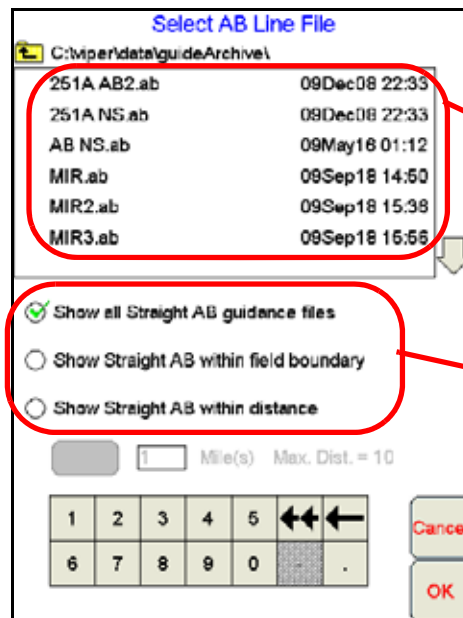 Select AB Line File
C:\viper\data\guideArchive\
251A AB2.ab 09Dec08 22:33
251A NS.ab 09Dec08 22:33
AB NS.ab 09May16 01:12
MIR.ab 09Sep18 14:50
MIR2.ab 09Sep18 15:36
MIR3.ab 09Sep18 15:56
Show all Straight AB guidance files
Show Straight AB within field boundary
Show Straight AB within distance
1 Mile(s) Max. Dist. = 10
1 2 3 4 5
6 7 8 9 0 - .
Cancel
OK